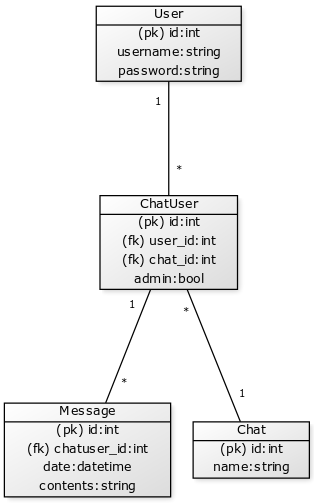 User
(pk) id:int
username:string
password:string
1
*
ChatUser
(pk) id:int
(fk) user_id:int
(fk) chat_id:int
admin:bool
1
*
*
1
Message
(pk) id:int
(fk) chatuser_id:int
date:datetime
contents:string
Chat
(pk) id:int
name:string